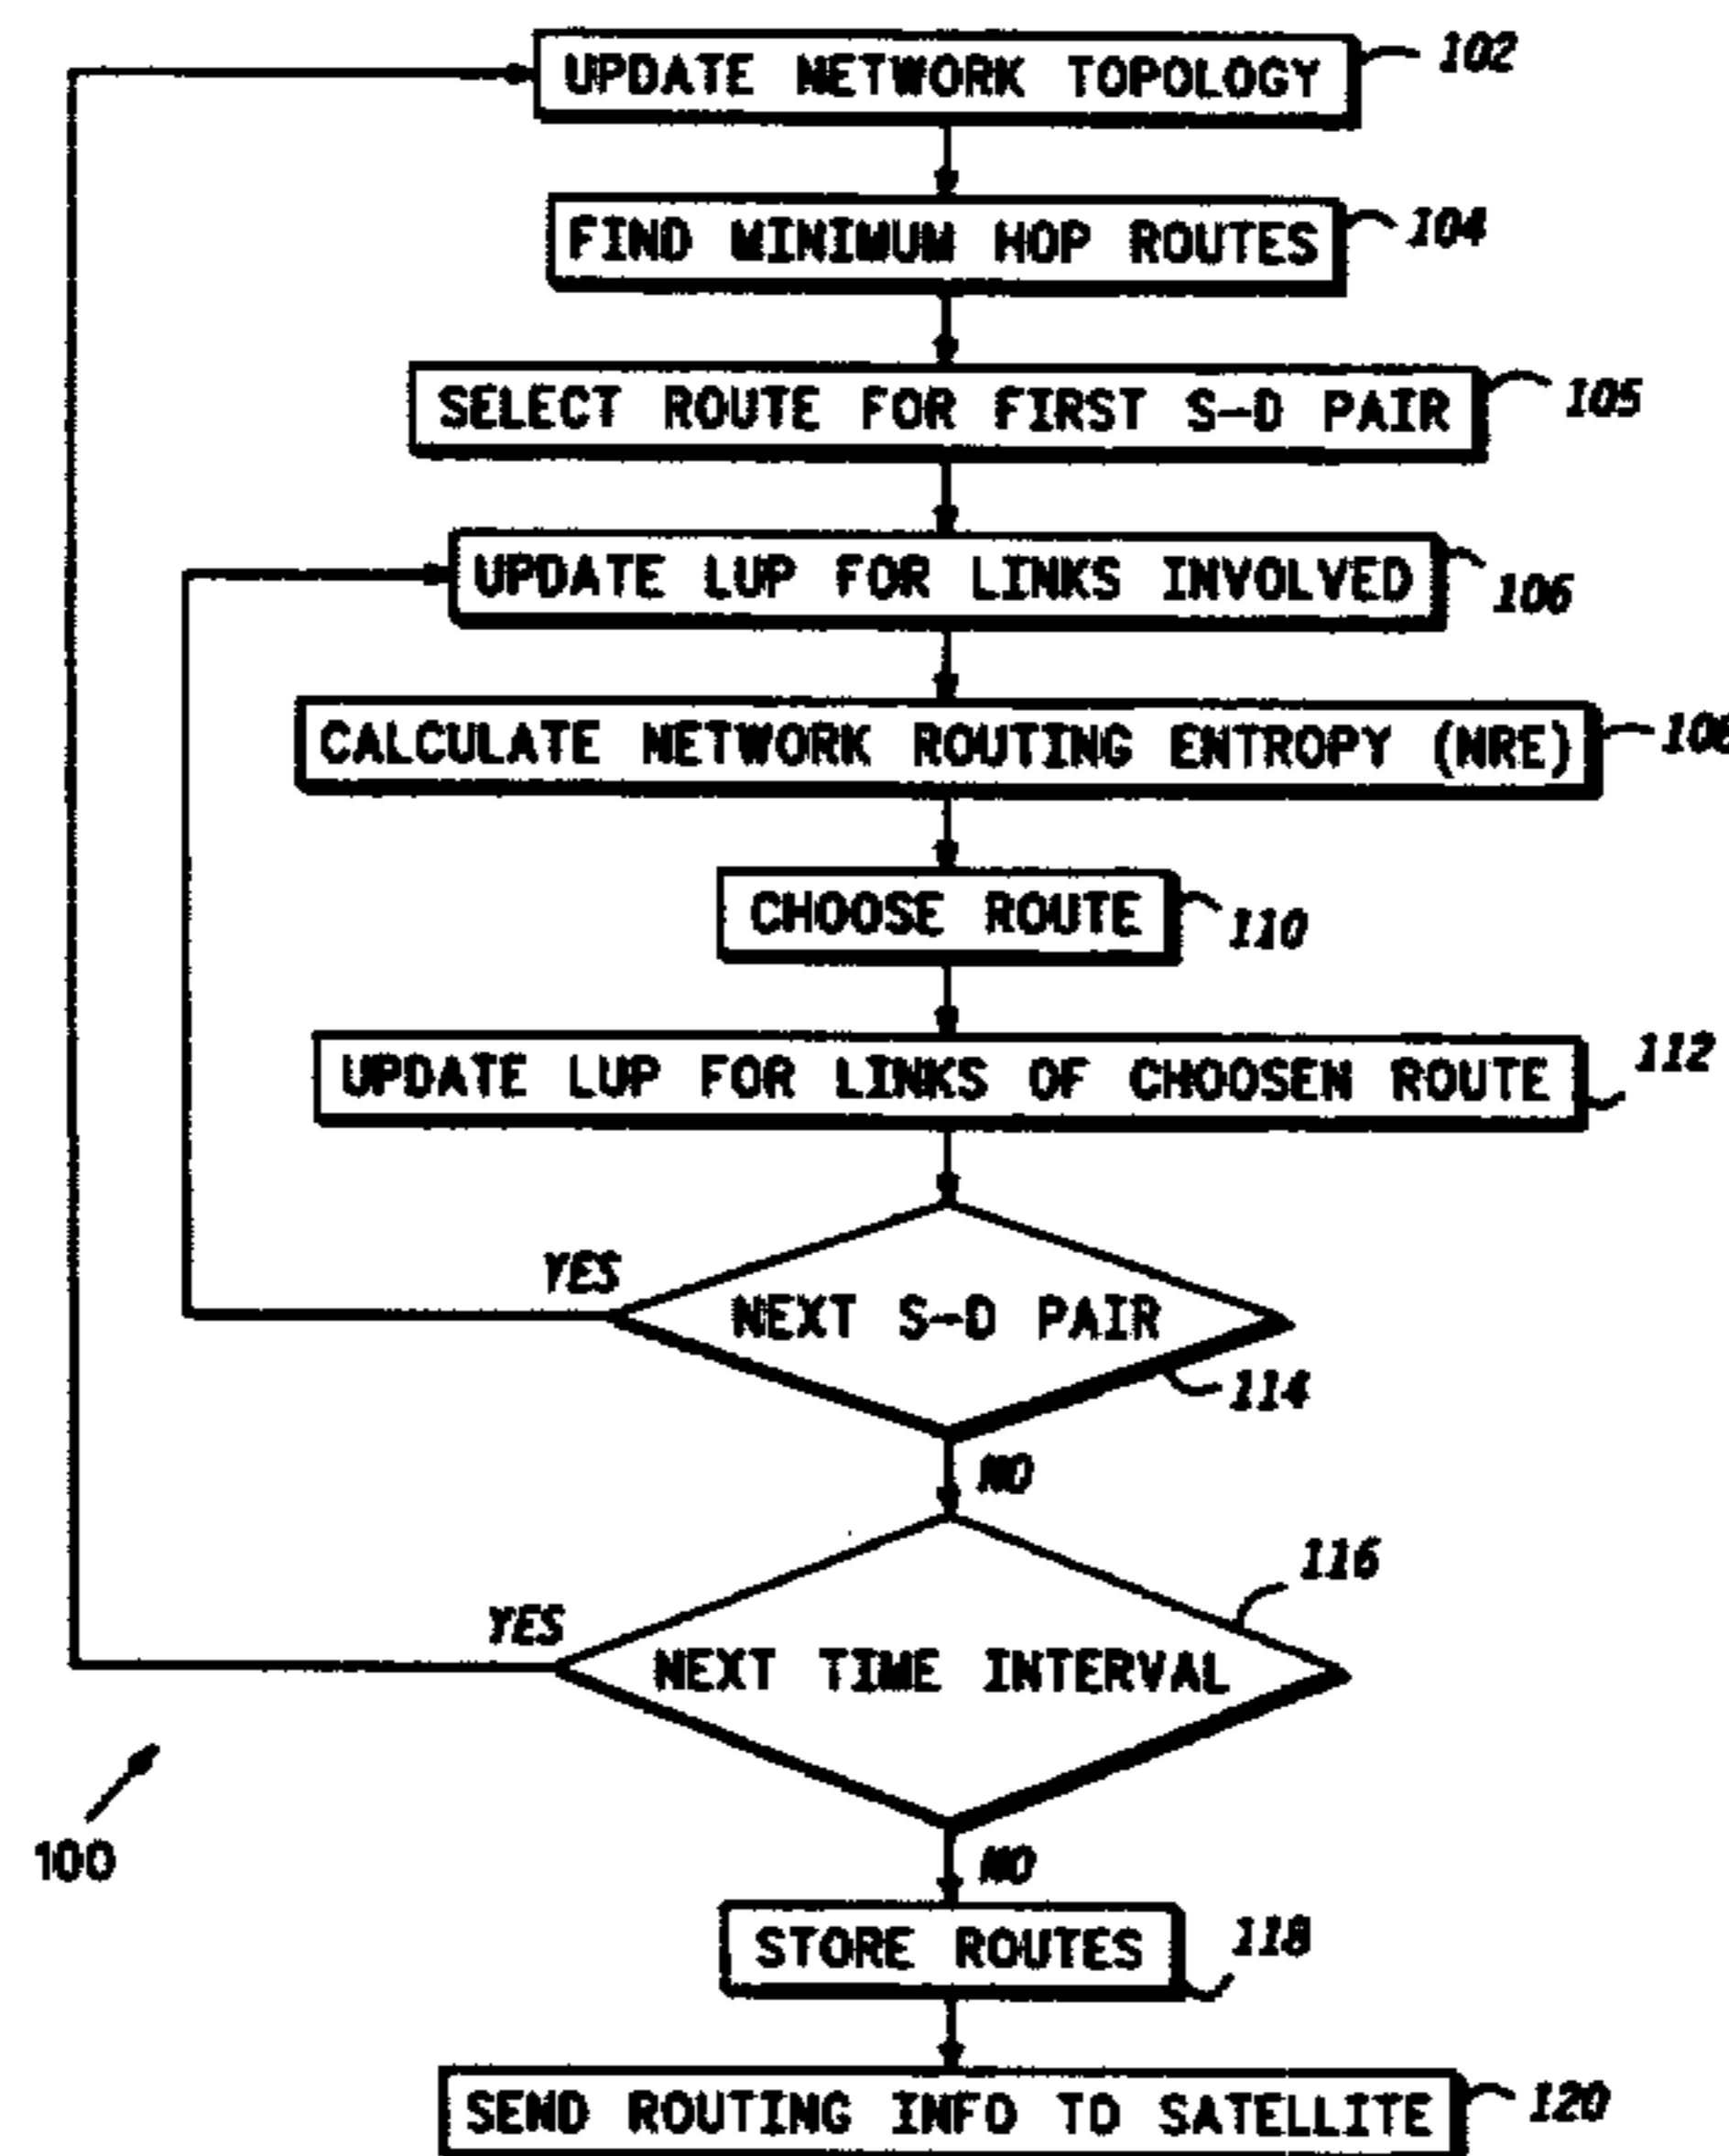 UPDATE NETWORK TOPOLOGY
102
FIND MINIMUM HOP ROUTES
104
SELECT ROUTE FOR FIRST S-D PAIR
105
UPDATE LUP FOR LINKS INVOLVED
106
CALCULATE NETWORK ROUTING ENTROPY (NRE)
CHOOSE ROUTE
110
UPDATE LUP FOR LINKS OF CHOOSEN ROUTE
112
YES
NEXT S-D PAIR
114
NO
116
YES
NEXT TIME INTERVAL
100
NO
STORE ROUTES
118
SEND ROUTING INFO TO SATELLITE
120